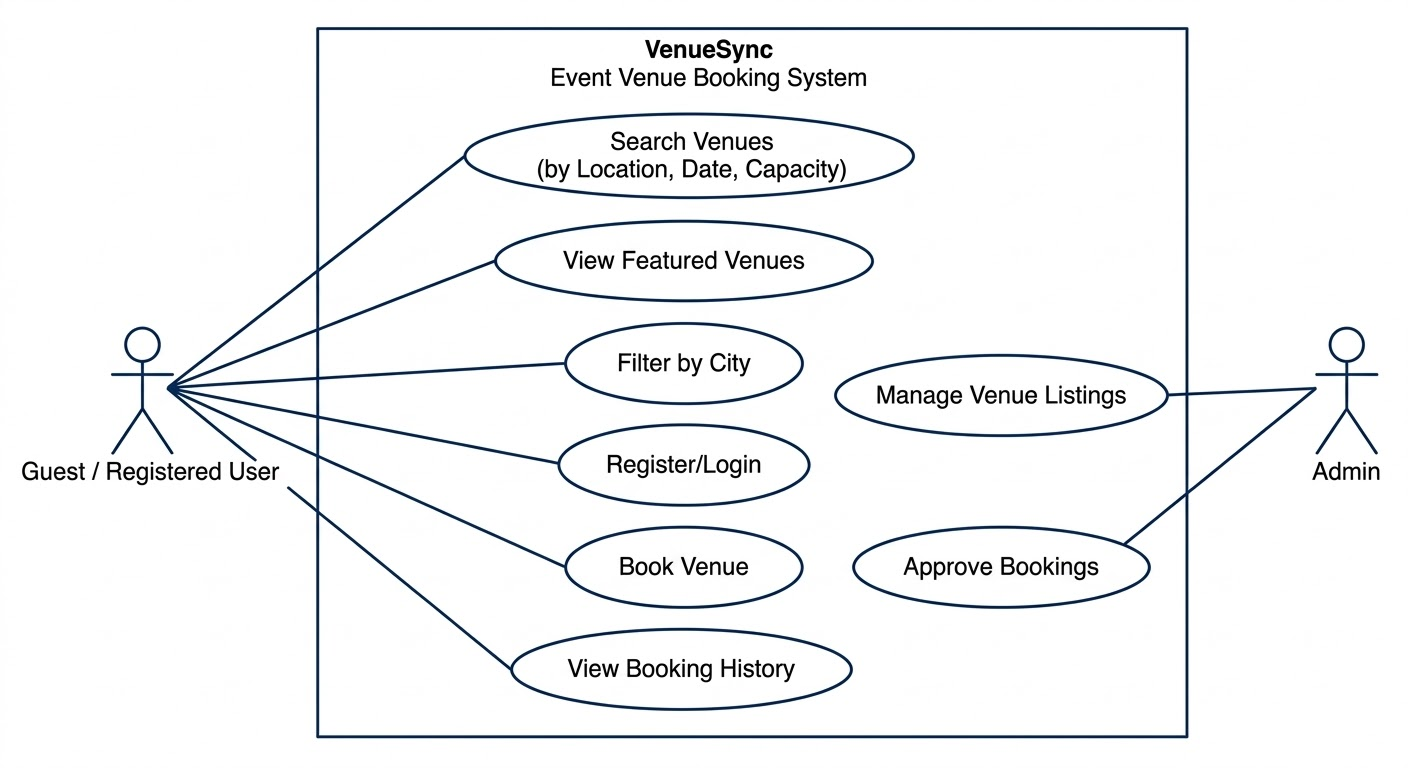 VenueSync
Event Venue Booking System
Search Venues
(by Location, Date, Capacity)
View Featured Venues
Filter by City
Manage Venue Listings
Register/Login
Guest / Registered User
Admin
Book Venue
Approve Bookings
View Booking History